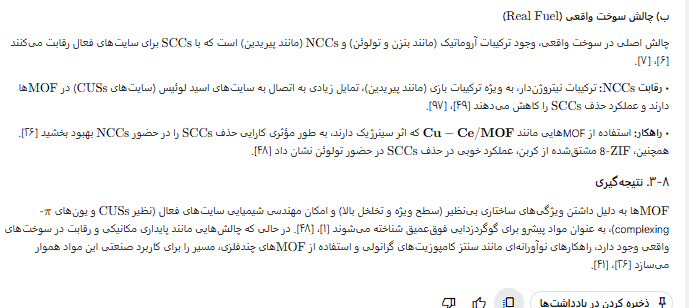 ب) چالش سوخت واقعی (Real Fuel)
چالش اصلی در سوخت واقعی، وجود ترکیبات آروماتیک (مانند بنزن و تولوئن) و NCCs (مانند پیریدین) است که با SCCs برای سایت‌های فعال رقابت می‌کنند
[۶]، [۷].
• رقابت NCCs: ترکیبات نیتروژن‌دار، به ویژه ترکیبات بازی (مانند پیریدین)، تمایل زیادی به اتصال به سایت‌های اسید لوئیس (سایت‌های CUSs) در MOFها
دارند و عملکرد حذف SCCs را کاهش می‌دهند [۴۹]، [۹۷].
• راهکار: استفاده از MOFهایی مانند Cu – Ce/MOF که اثر سینرژیک دارند، به طور مؤثری کارایی حذف SCCs را در حضور NCCs بهبود بخشید [۲۶].
همچنین، 8-ZIF مشتق‌شده از کربن، عملکرد خوبی در حذف SCCs در حضور تولوئن نشان داد [۴۸].
۳-۸. نتیجه‌گیری
MOFها به دلیل داشتن ویژگی‌های ساختاری بی‌نظیر (سطح ویژه و تخلخل بالا) و امکان مهندسی شیمیایی سایت‌های فعال (نظیر CUSs و یون‌های π-
complexing)، به عنوان مواد پیشرو برای گوگردزدایی فوق‌عمیق شناخته می‌شوند [۱]، [۴۸]. در حالی که چالش‌هایی مانند پایداری مکانیکی و رقابت در سوخت‌های
واقعی وجود دارد، راهکارهای نوآورانه‌ای مانند سنتز کامپوزیت‌های گرانولی و استفاده از MOFهای چندفلزی، مسیر را برای کاربرد صنعتی این مواد هموار
می‌سازد [۲۶]، [۴۱].
ذخیره کردن در یادداشت‌ها